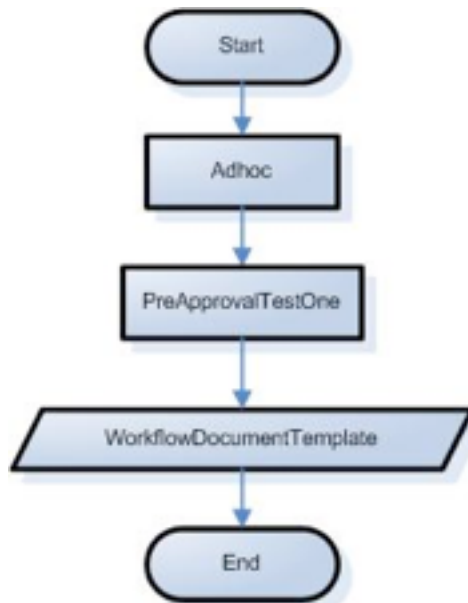 Start
Adhoc
PreApprovalTestOne
WorkflowDocumentTemplate
End